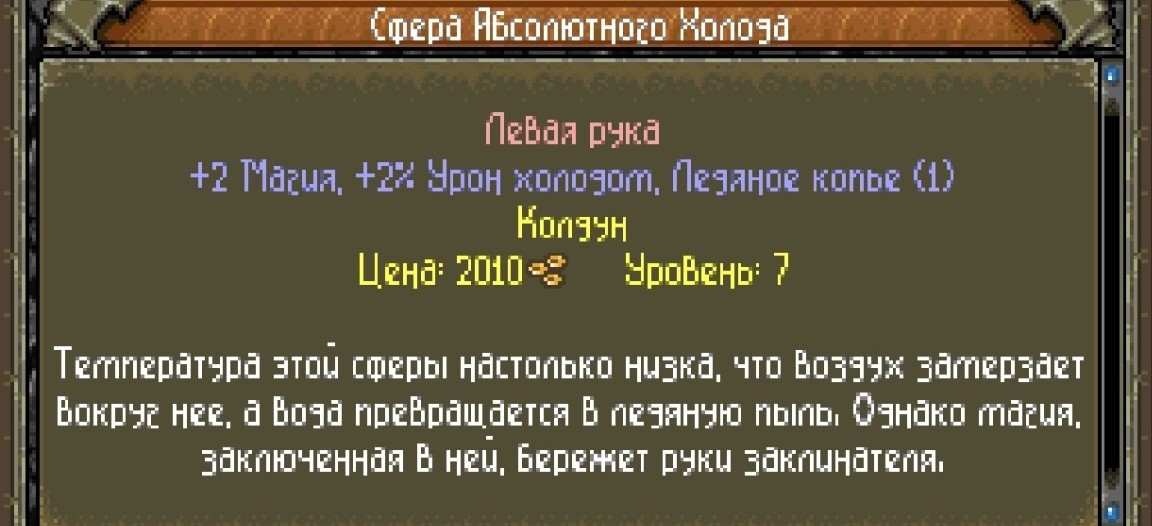 Сфера Абсолютного Холода
Левая рука
+2 Магия, +2% Урон холодом, Ледяное копье (1)
Колдун
Цена: 2010 Уровень: 7
Температура этой сферы настолько низка, что воздух замерзает
вокруг нее, а вода превращается в ледяную пыль. Однако магия,
заключенная в ней, бережет руки заклинателя.